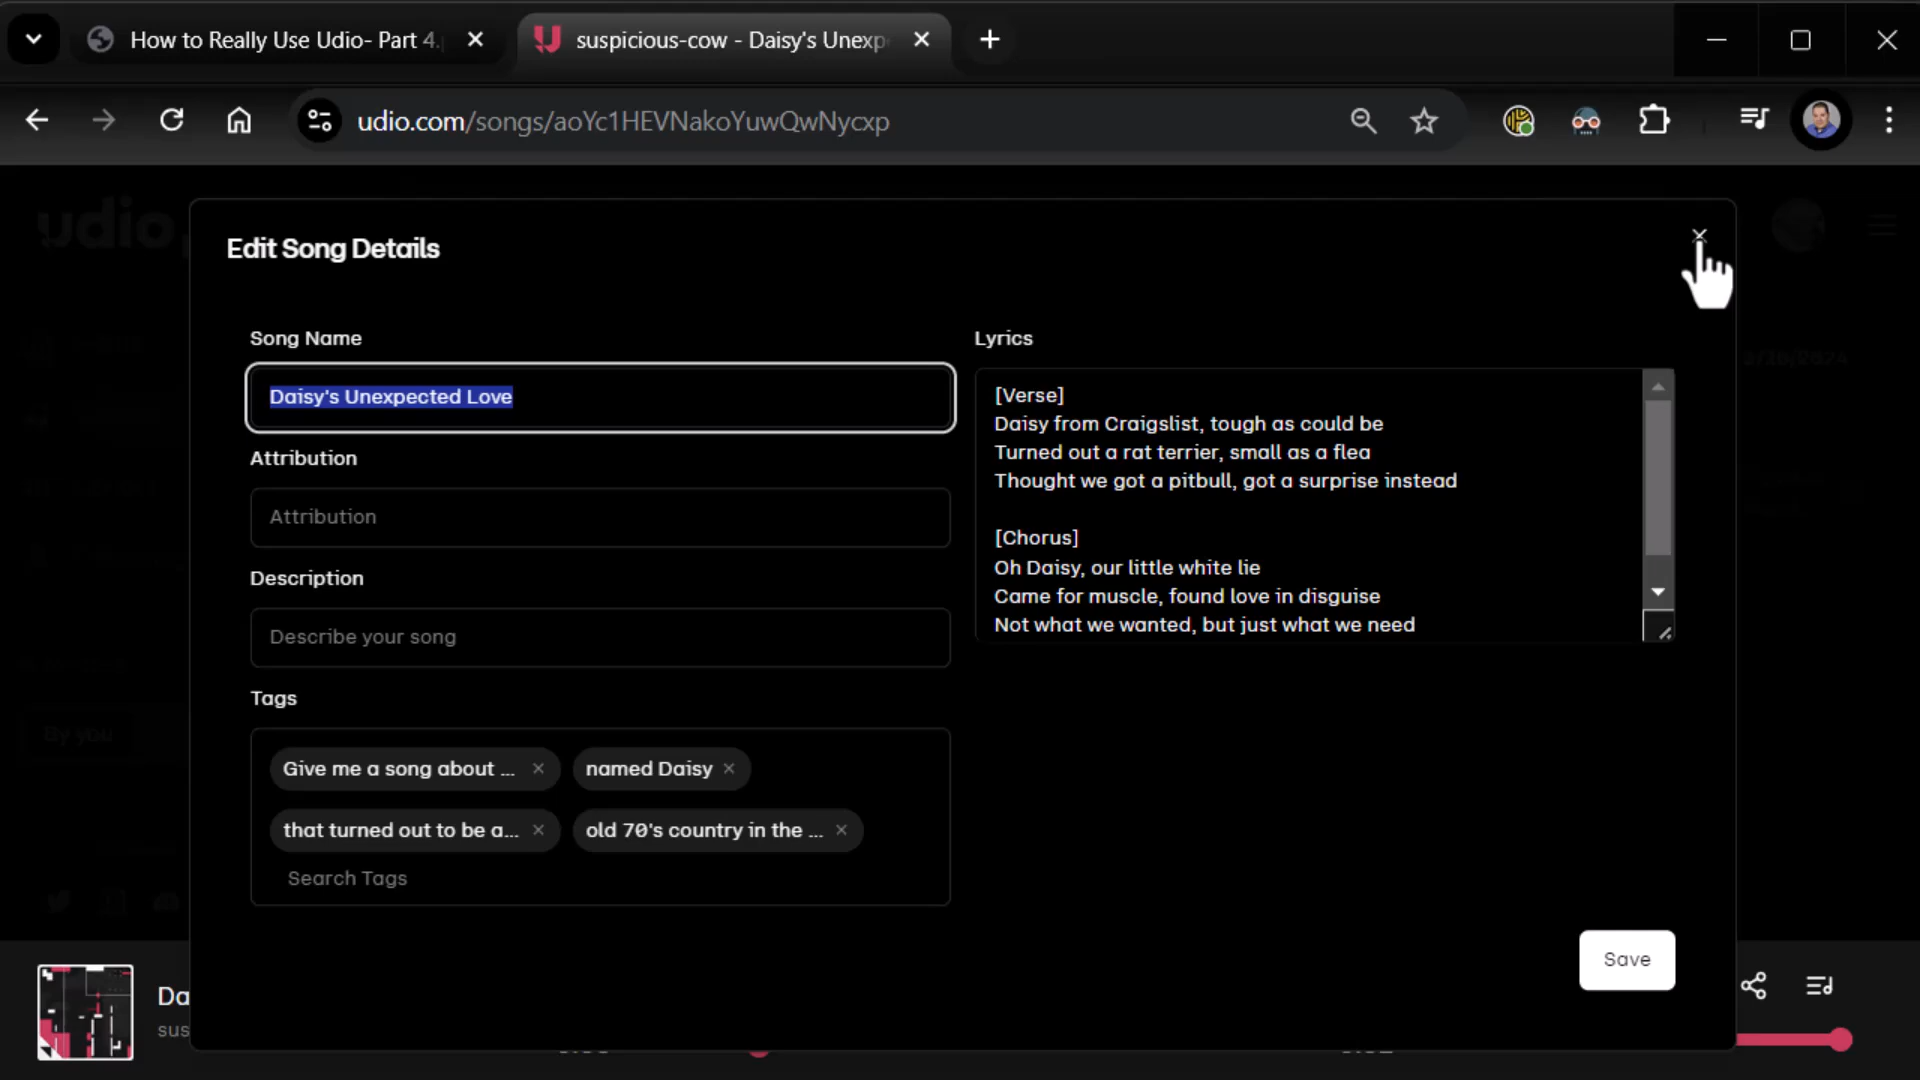 How to Really Use Udio- Part 4.
suspicious-cow - Daisy's Unexp
udio.com/songs/aoYc1HEVNakoYuwQwNycxp
udio
Edit Song Details
Song Name
Daisy's Unexpected Love
Attribution
Attribution
Description
Describe your song
Tags
Give me a song about ...
named Daisy
that turned out to be a...
old 70's country in the ...
Search Tags
Lyrics
[Verse]
Daisy from Craigslist, tough as could be
Turned out a rat terrier, small as a flea
Thought we got a pitbull, got a surprise instead
[Chorus]
Oh Daisy, our little white lie
Came for muscle, found love in disguise
Not what we wanted, but just what we need
Save
By you
Da
sus